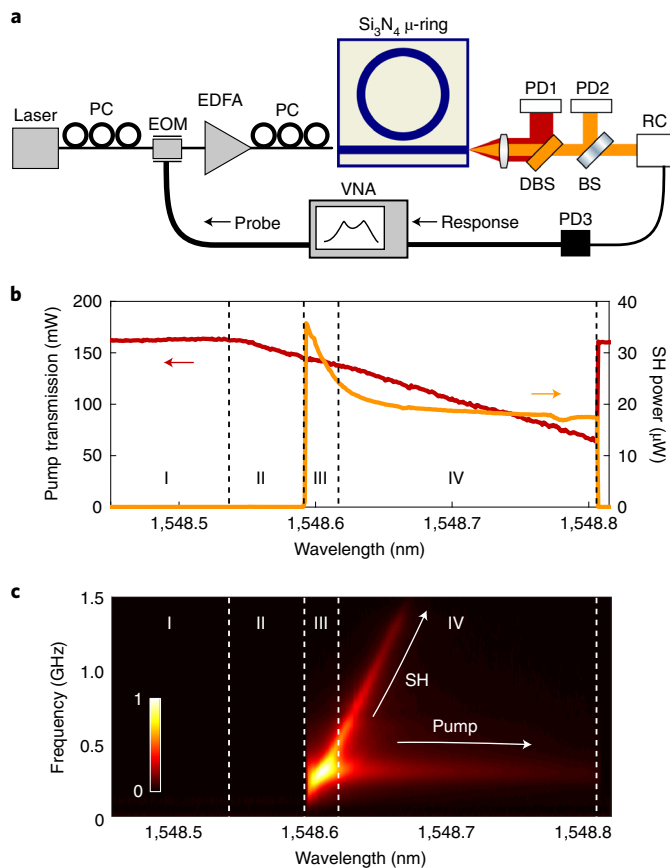 a
Si₃N₄ μ-ring
Laser
PC
EOM
EDFA
PC
PD1
PD2
RC
DBS
BS
VNA
Probe
Response
PD3
b
Pump transmission (mW)
200
150
100
50
0
I
II
III
IV
40
30
20
10
0
SH power (μW)
1,548.5
1,548.6
1,548.7
1,548.8
Wavelength (nm)
c
Frequency (GHz)
1.5
1.0
0.5
0
I
II
III
IV
1
0
SH
Pump
1,548.5
1,548.6
1,548.7
1,548.8
Wavelength (nm)